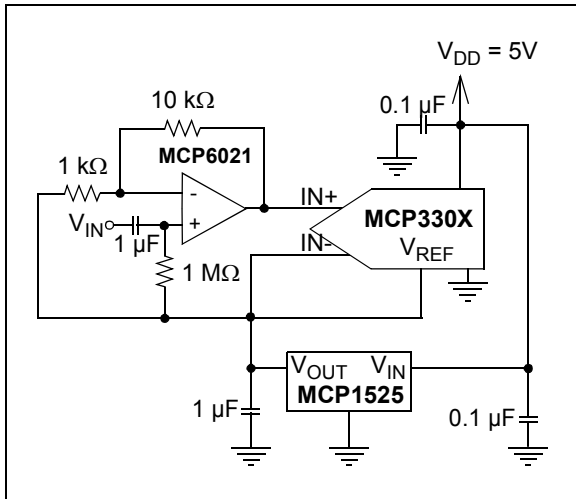 V_DD = 5V
10 kΩ
0.1 µF
MCP6021
1 kΩ
-
+
IN+
IN-
MCP330X
V_REF
V_IN
1 µF
1 MΩ
V_OUT V_IN
MCP1525
1 µF
0.1 µF